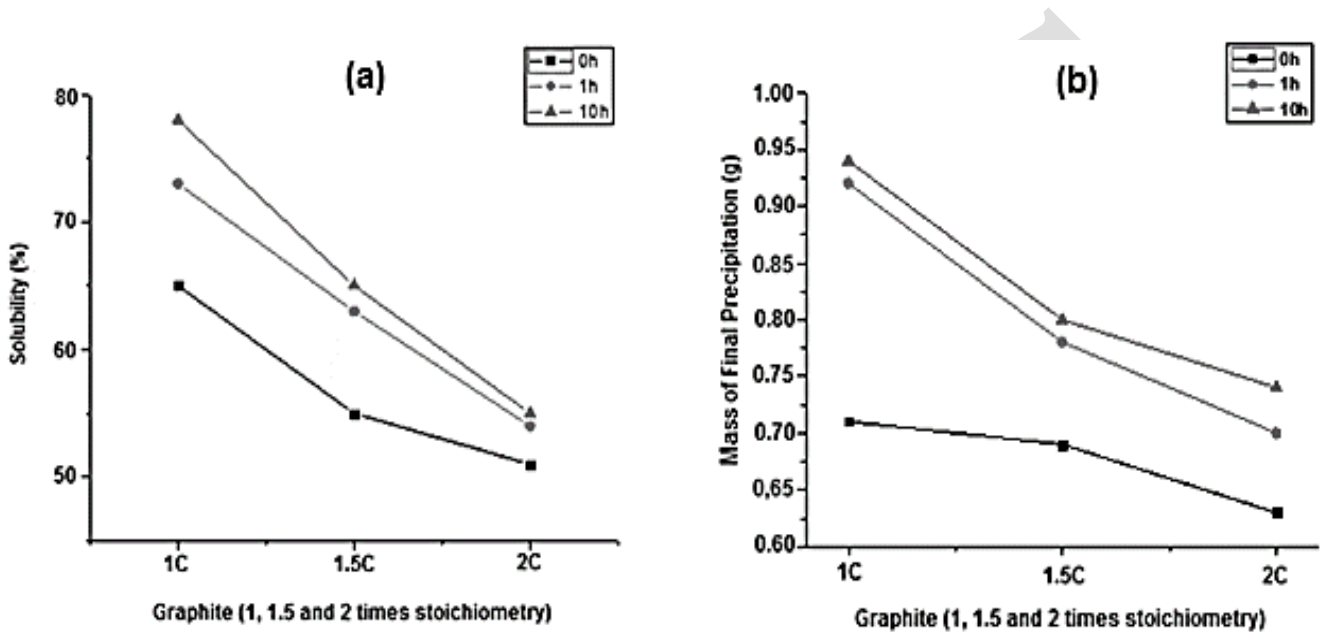 (a)
0h
1h
10h
80
70
60
50
Solubility (%)
1C
1.5C
2C
Graphite (1, 1.5 and 2 times stoichiometry)
(b)
0h
1h
10h
1.00
0.95
0.90
0.85
0.80
0.75
0.70
0,65
0.60
Mass of Final Precipitation (g)
1C
1.5C
2C
Graphite (1, 1.5 and 2 times stoichiometry)